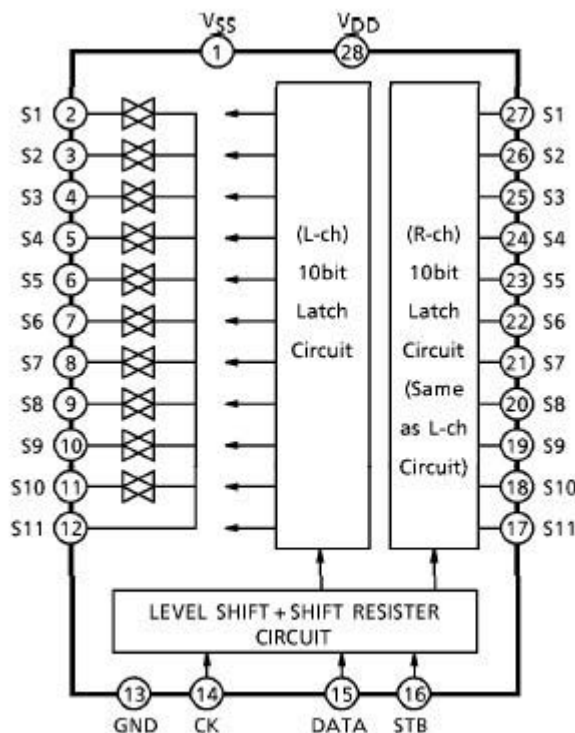 VSS VDD
1 28
S1 2 27 S1
S2 3 26 S2
S3 4 25 S3
S4 5 24 S4
S5 6 23 S5
S6 7 22 S6
S7 8 21 S7
S8 9 20 S8
S9 10 19 S9
S10 11 18 S10
S11 12 17 S11
(L-ch)
10bit
Latch
Circuit
(R-ch)
10bit
Latch
Circuit
(Same
as L-ch
Circuit)
LEVEL SHIFT + SHIFT RESISTER
CIRCUIT
13 14 15 16
GND CK DATA STB